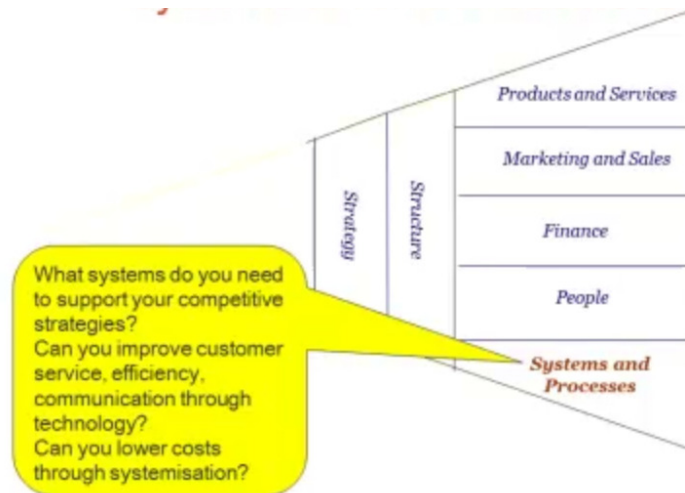 Products and Services
Marketing and Sales
Strategy
Structure
Finance
People
What systems do you need
to support your competitive
strategies?
Can you improve customer
service, efficiency,
communication through
technology?
Can you lower costs
through systemisation?
Systems and
Processes